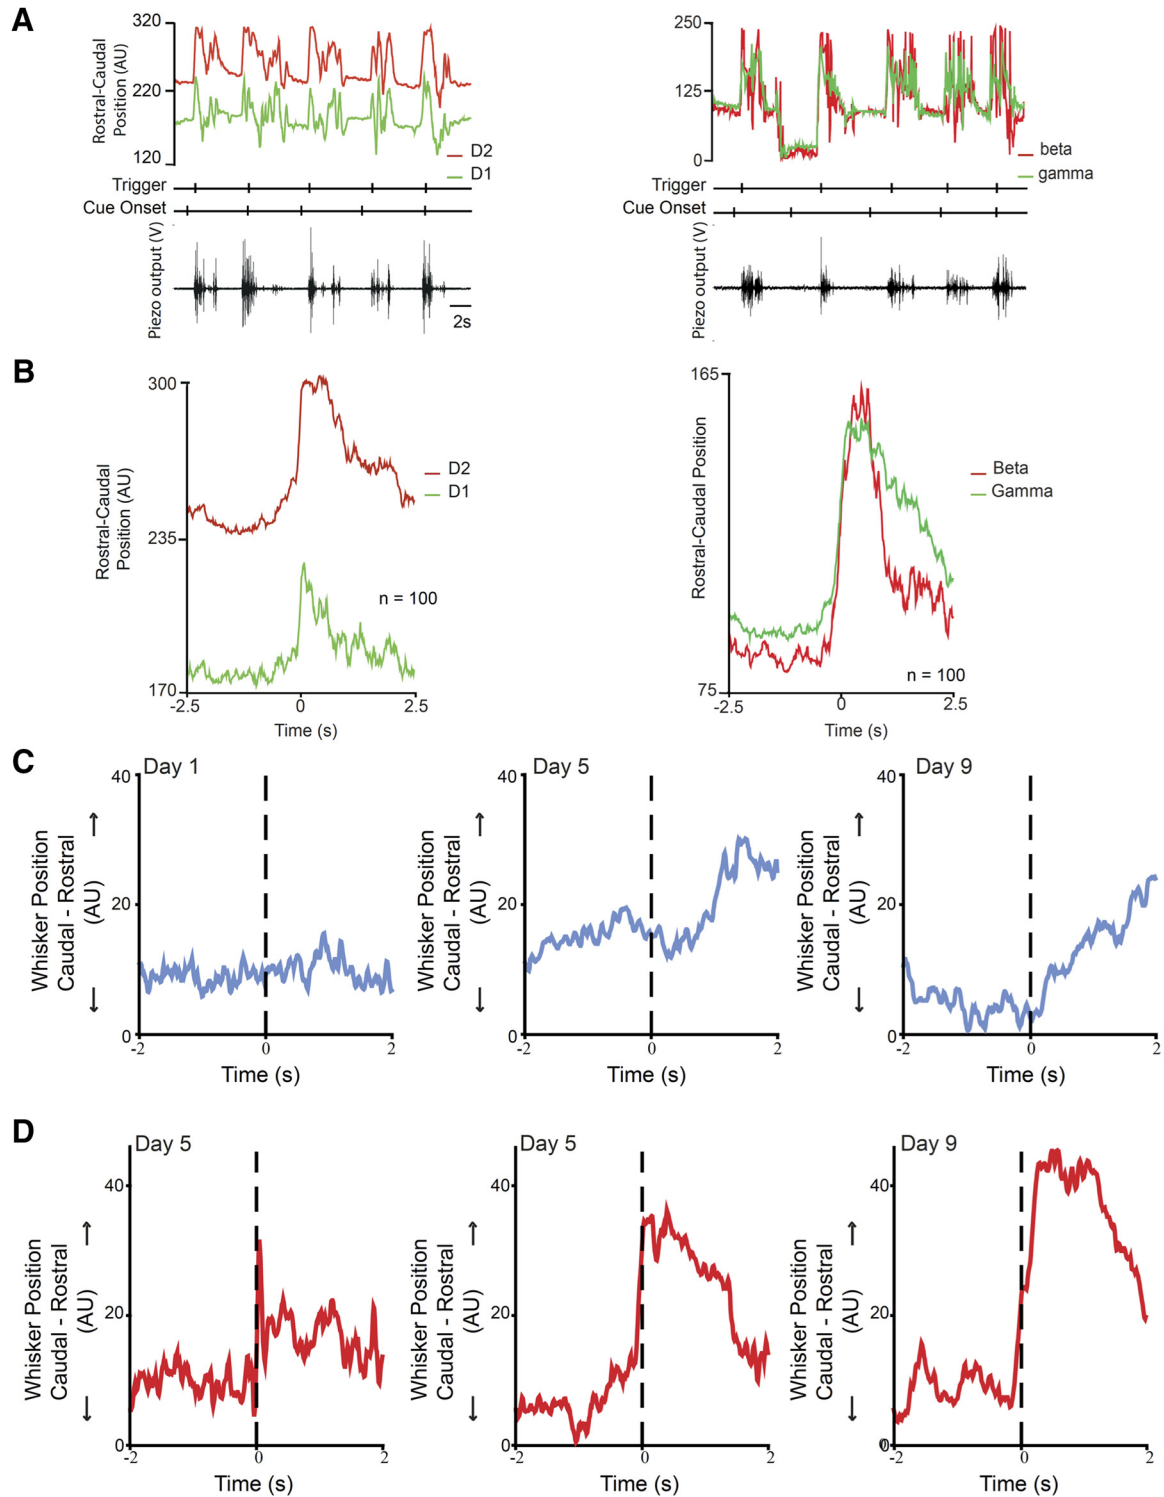 A
320
220
120
Rostral-Caudal
Position (AU)
D2
D1
Trigger
Cue Onset
Piezo output (V)
2s
250
125
0
Rostral-Caudal
Position (AU)
beta
gamma
Trigger
Cue Onset
Piezo output (V)
B
300
235
170
Rostral-Caudal
Position (AU)
D2
D1
n = 100
-2.5
0
2.5
Time (s)
165
75
Rostral-Caudal Position
Beta
Gamma
n = 100
-2.5
0
2.5
Time (s)
C
Day 1
40
20
0
Whisker Position
Caudal - Rostral
(AU)
-2
0
2
Time (s)
Day 5
40
20
0
Whisker Position
Caudal - Rostral
(AU)
-2
0
2
Time (s)
Day 9
40
20
0
Whisker Position
Caudal - Rostral
(AU)
-2
0
2
Time (s)
D
Day 5
40
20
0
Whisker Position
Caudal - Rostral
(AU)
-2
0
2
Time (s)
Day 5
40
20
0
Whisker Position
Caudal - Rostral
(AU)
-2
0
2
Time (s)
Day 9
40
20
0
Whisker Position
Caudal - Rostral
(AU)
-2
0
2
Time (s)